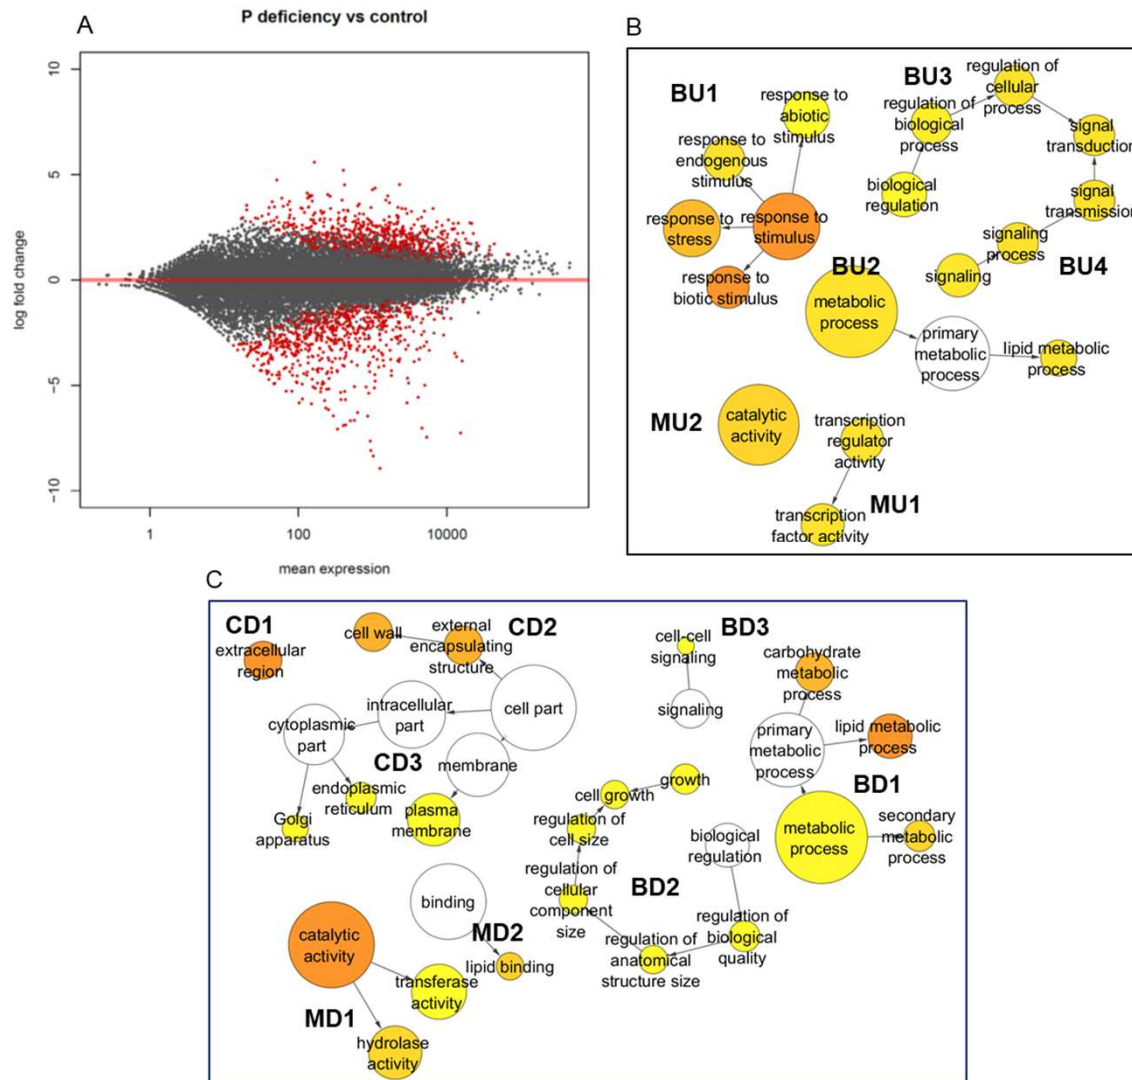 A
P deficiency vs control
log fold change
10
5
0
−5
−10
1
100
10000
mean expression
B
BU1
response to
abiotic
stimulus
response to
endogenous
stimulus
response to
stress
response to
stimulus
response to
biotic stimulus
BU3
regulation of
cellular
process
regulation of
biological
process
signal
transduction
biological
regulation
signal
transmission
signaling
process
signaling
BU4
BU2
metabolic
process
primary
metabolic
process
lipid metabolic
process
MU2
catalytic
activity
transcription
regulator
activity
MU1
transcription
factor activity
C
CD1
extracellular
region
cell wall
external
encapsulating
structure
CD2
cell part
intracellular
part
cytoplasmic
part
membrane
CD3
endoplasmic
reticulum
Golgi
apparatus
plasma
membrane
BD3
cell-cell
signaling
signaling
carbohydrate
metabolic
process
primary
metabolic
process
lipid metabolic
process
BD1
metabolic
process
secondary
metabolic
process
growth
cell growth
regulation of
cell size
biological
regulation
regulation of
cellular
component
size
BD2
regulation of
anatomical
structure size
regulation of
biological
quality
binding
MD2
lipid binding
catalytic
activity
transferase
activity
MD1
hydrolase
activity